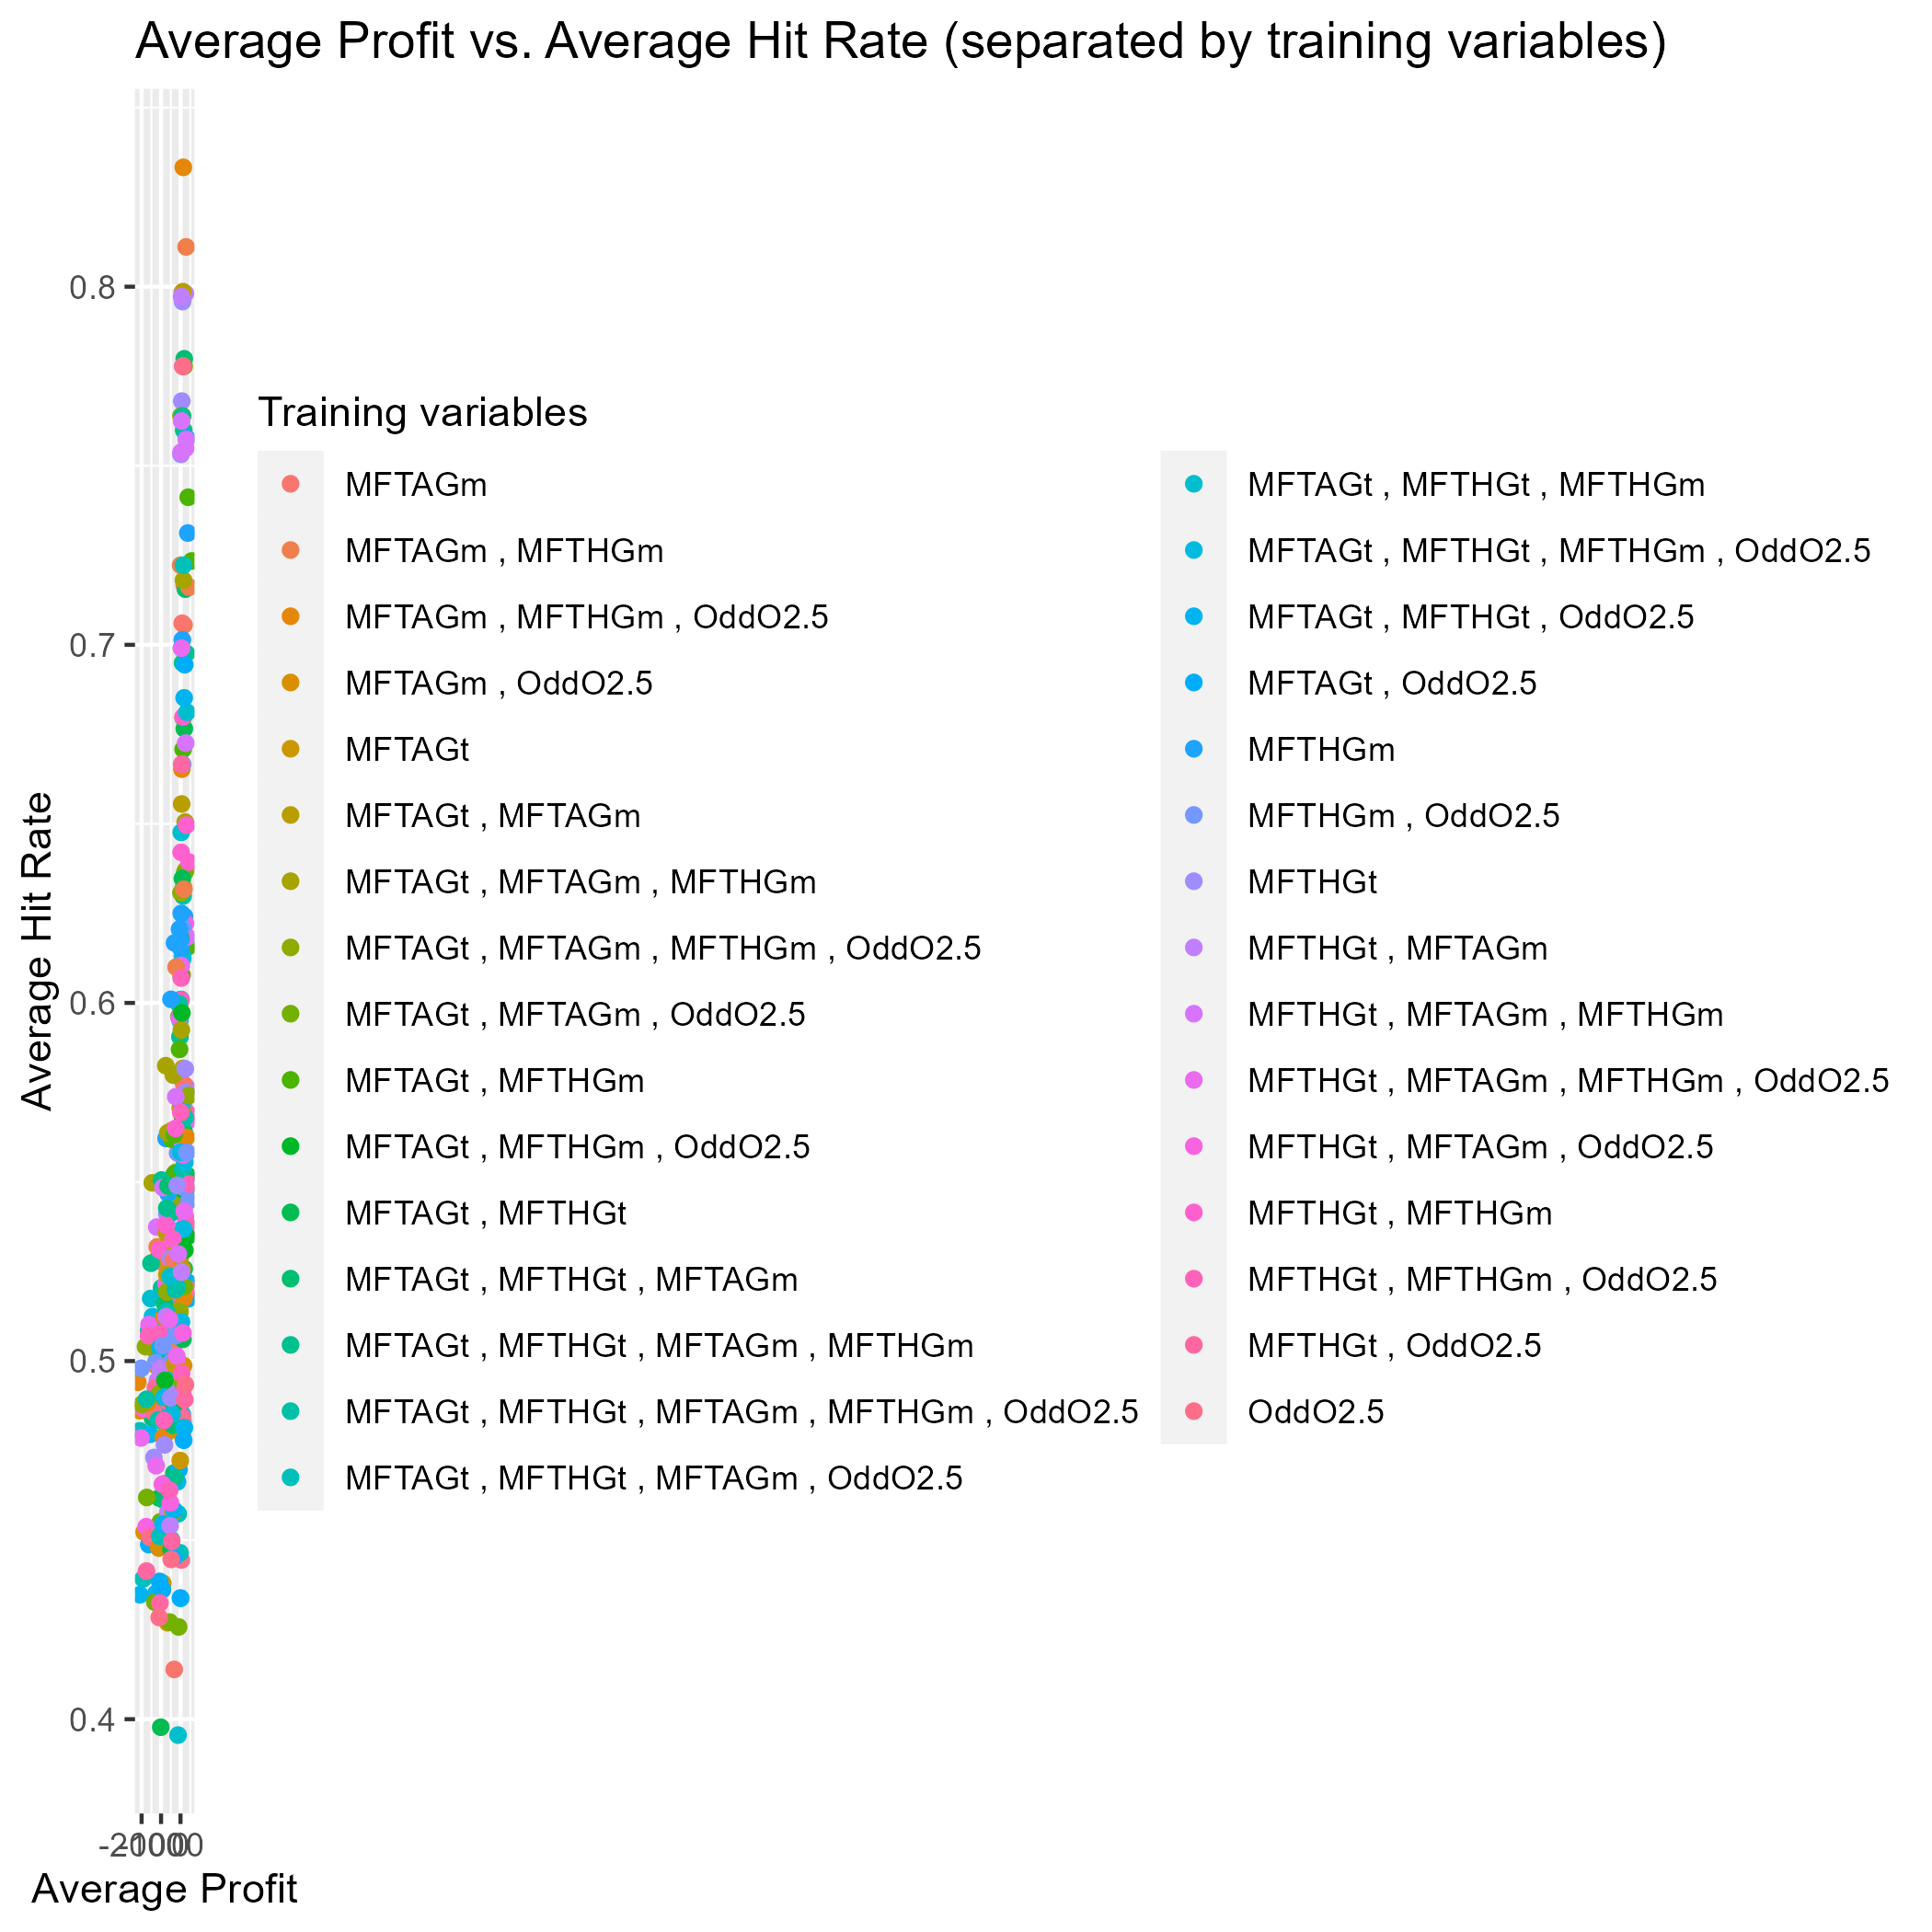 Average Profit vs. Average Hit Rate (separated by training variables)
Average Hit Rate
0.8
0.7
0.6
0.5
0.4
Training variables
MFTAGm
MFTAGm , MFTHGm
MFTAGm , MFTHGm , OddO2.5
MFTAGm , OddO2.5
MFTAGt
MFTAGt , MFTAGm
MFTAGt , MFTAGm , MFTHGm
MFTAGt , MFTAGm , MFTHGm , OddO2.5
MFTAGt , MFTAGm , OddO2.5
MFTAGt , MFTHGm
MFTAGt , MFTHGm , OddO2.5
MFTAGt , MFTHGt
MFTAGt , MFTHGt , MFTAGm
MFTAGt , MFTHGt , MFTAGm , MFTHGm
MFTAGt , MFTHGt , MFTAGm , MFTHGm , OddO2.5
MFTAGt , MFTHGt , MFTAGm , OddO2.5
MFTAGt , MFTHGt , MFTHGm
MFTAGt , MFTHGt , MFTHGm , OddO2.5
MFTAGt , MFTHGt , OddO2.5
MFTAGt , OddO2.5
MFTHGm
MFTHGm , OddO2.5
MFTHGt
MFTHGt , MFTAGm
MFTHGt , MFTAGm , MFTHGm
MFTHGt , MFTAGm , MFTHGm , OddO2.5
MFTHGt , MFTAGm , OddO2.5
MFTHGt , MFTHGm
MFTHGt , MFTHGm , OddO2.5
MFTHGt , OddO2.5
OddO2.5
Average Profit